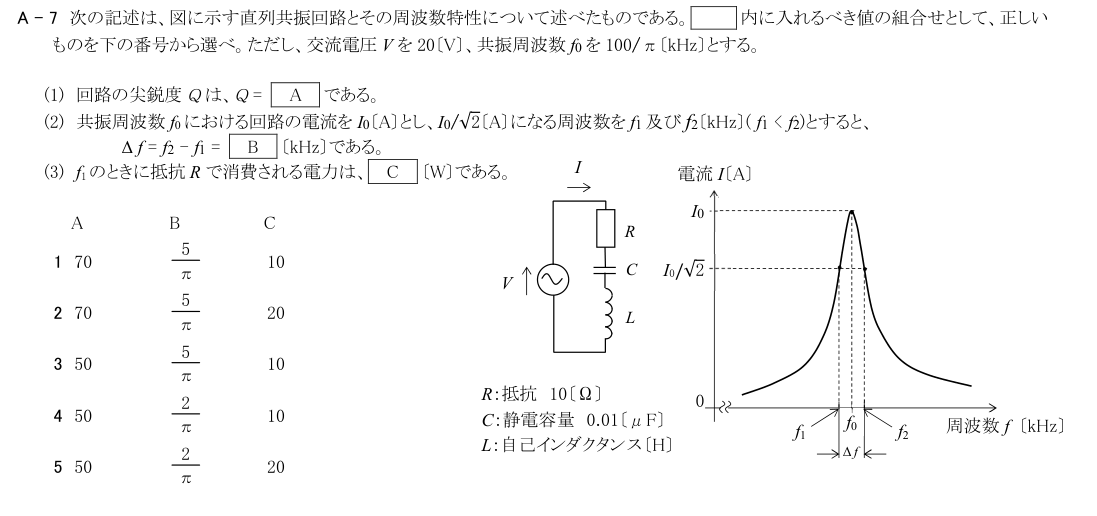 A－7 次の記述は、図に示す直列共振回路とその周波数特性について述べたものである。内に入れるべき値の組合せとして、正しい
ものを下の番号から選べ。ただし、交流電圧 V を 20〔V〕、共振周波数 f0 を 100/π〔kHz〕とする。
(1) 回路の尖鋭度 Q は、Q = A である。
(2) 共振周波数 f0 における回路の電流を I0〔A〕とし、I0/√2〔A〕になる周波数を f1 及び f2〔kHz〕( f1 < f2)とすると、
Δf = f2 − f1 = B 〔kHz〕である。
(3) f1 のときに抵抗 R で消費される電力は、 C 〔W〕である。
A B C
1 70 5/π 10
2 70 5/π 20
3 50 5/π 10
4 50 2/π 10
5 50 2/π 20
I
R
V
C
L
R：抵抗 10〔Ω〕
C：静電容量 0.01〔μF〕
L：自己インダクタンス〔H〕
電流 I〔A〕
I0
I0/√2
0
f1 f0 f2
周波数 f〔kHz〕
Δf